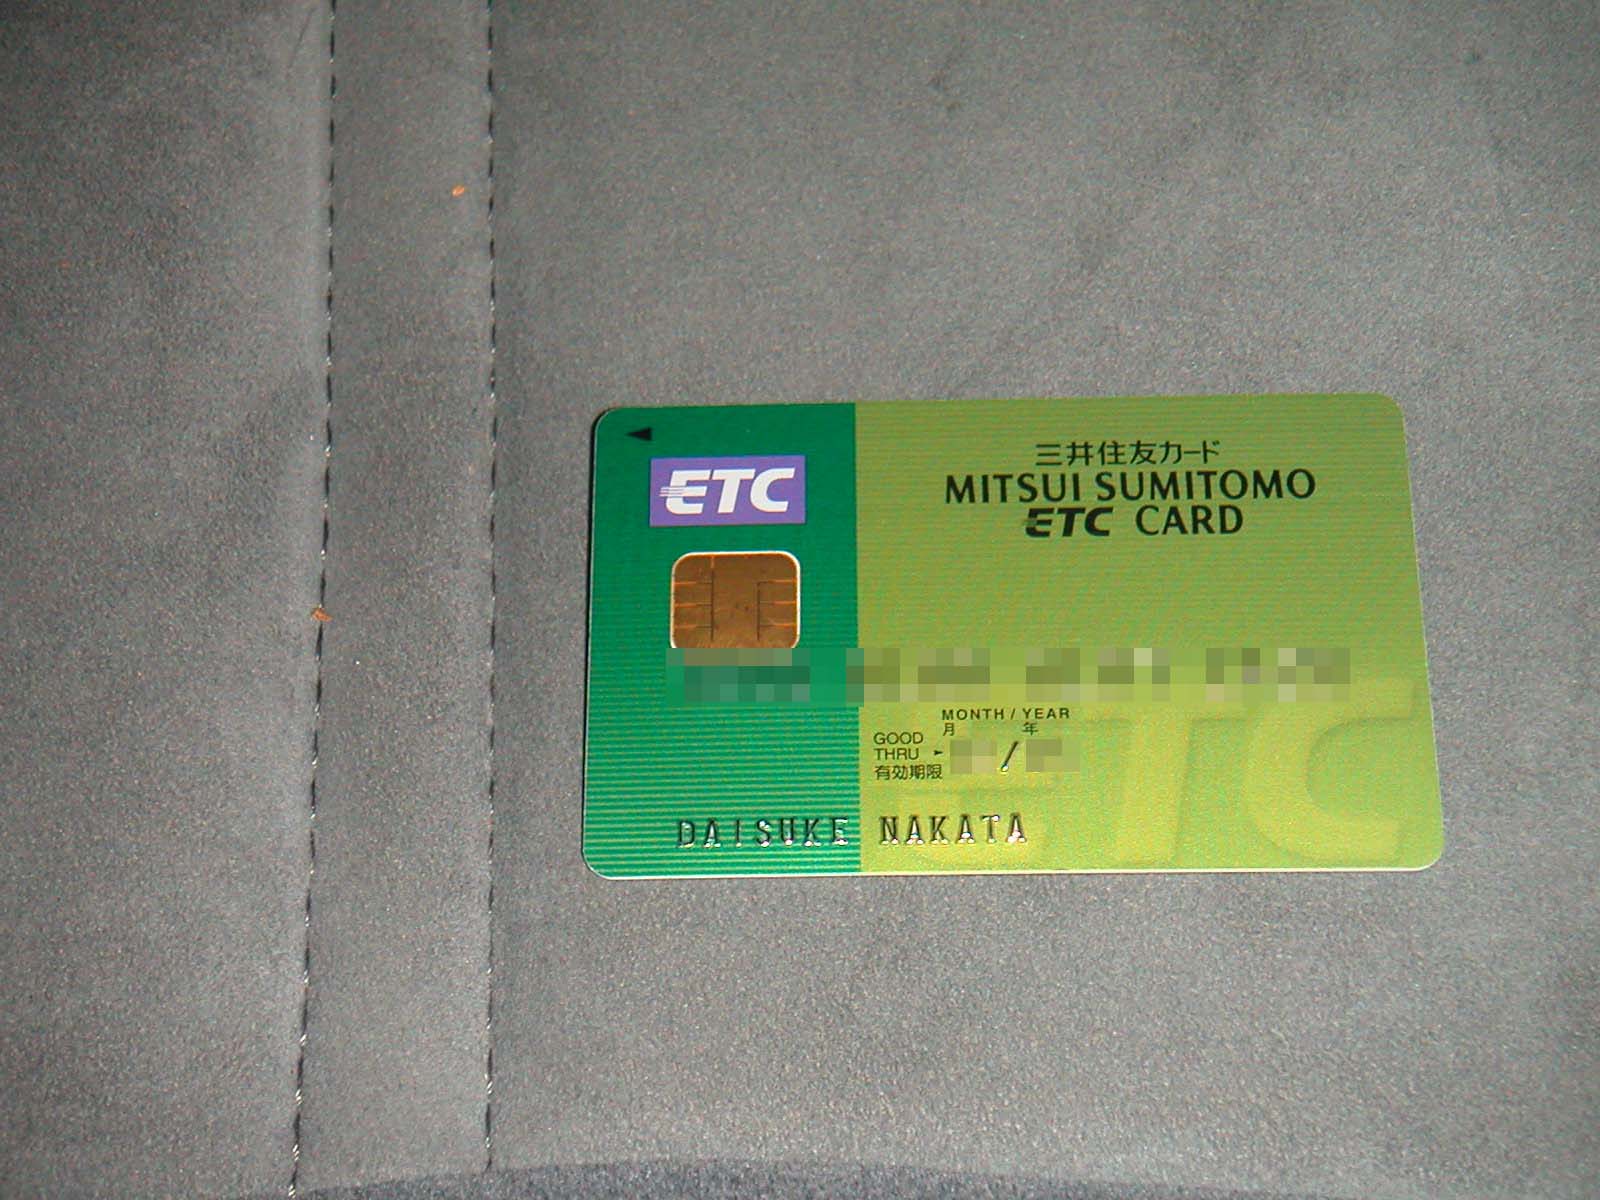 ETC
三井住友カード
MITSUI SUMITOMO
ETC CARD
MONTH / YEAR
月 年
GOOD
THRU
/
有効期限
DAISUKE NAKATA
ETC